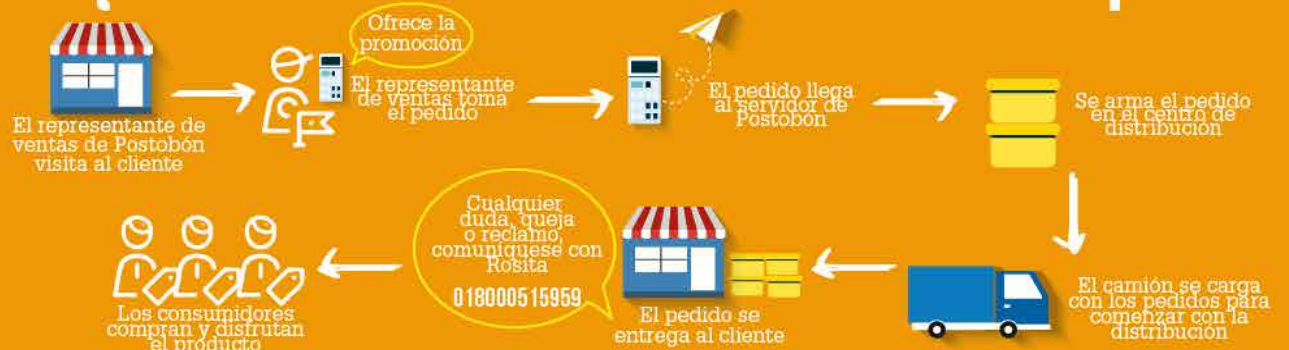 El representante de
ventas de Postobón
visita al cliente
Ofrece la
promoción
El representante
de ventas toma
el pedido
El pedido llega
al servidor de
Postobón
Se arma el pedido
en el centro de
distribución
El camión se carga
con los pedidos para
comenzar con la
distribución
El pedido se
entrega al cliente
Cualquier
duda, queja
o reclamo,
comuníquese con
Rosita
018000515959
Los consumidores
compran y disfrutan
el producto